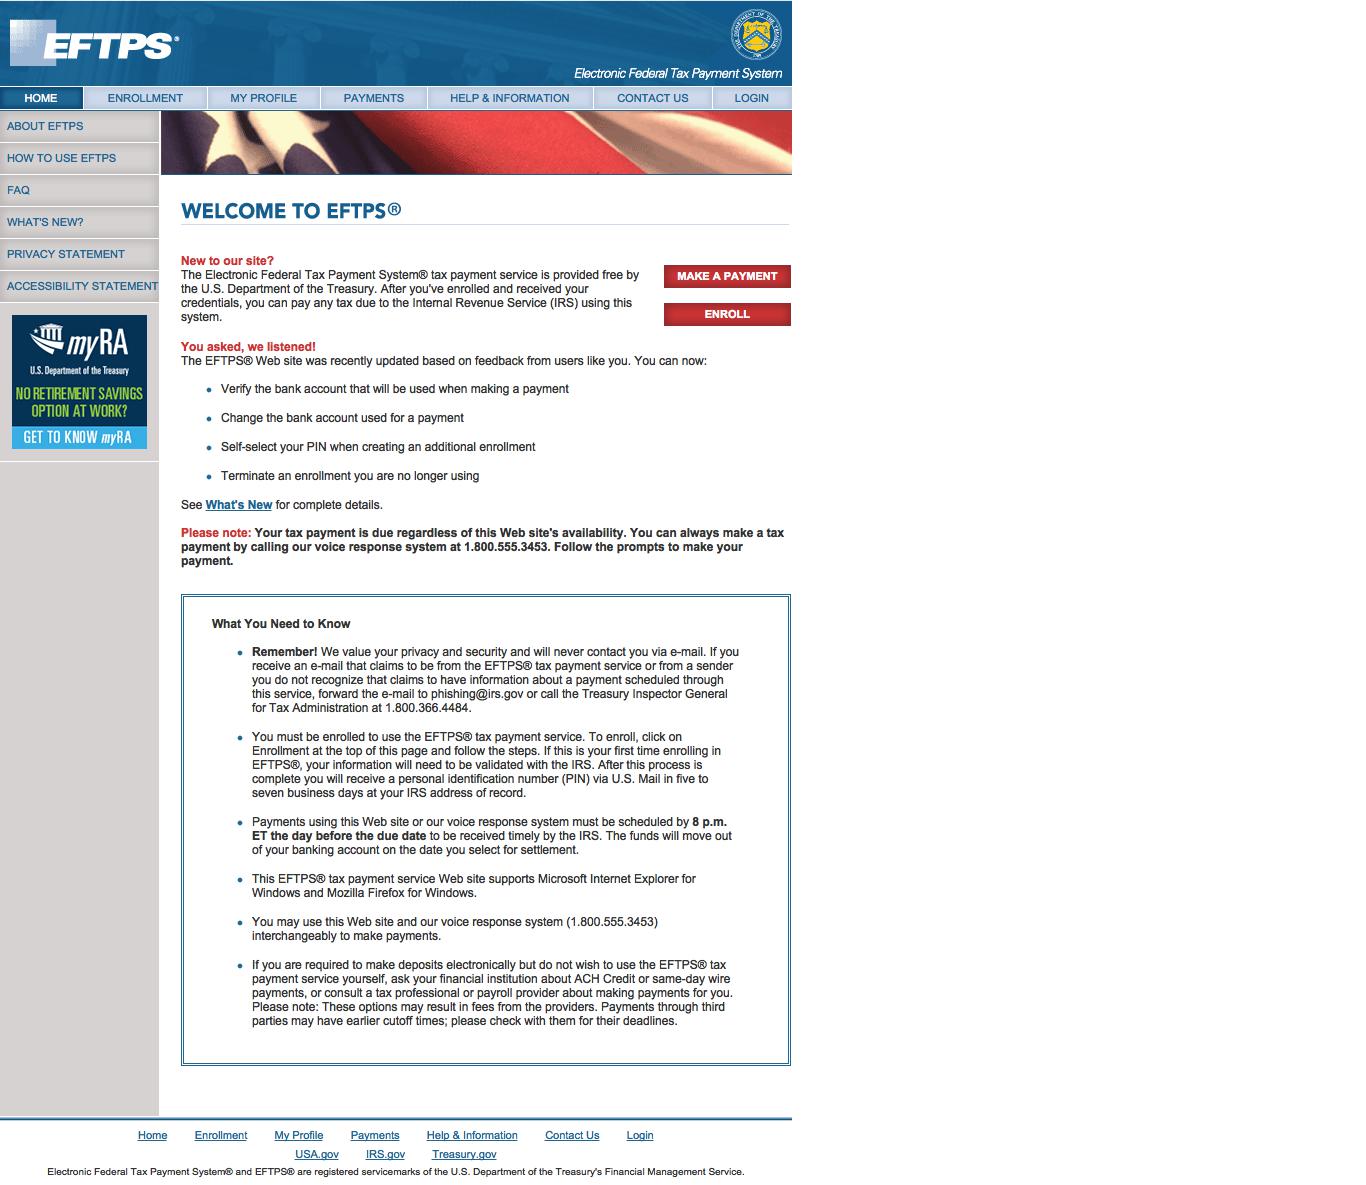 EFTPS®
Electronic Federal Tax Payment System
HOME ENROLLMENT MY PROFILE PAYMENTS HELP & INFORMATION CONTACT US LOGIN
ABOUT EFTPS
HOW TO USE EFTPS
FAQ
WHAT'S NEW?
PRIVACY STATEMENT
ACCESSIBILITY STATEMENT
myRA
U.S. Department of the Treasury
NO RETIREMENT SAVINGS
OPTION AT WORK?
GET TO KNOW myRA
WELCOME TO EFTPS®
New to our site?
The Electronic Federal Tax Payment System® tax payment service is provided free by
the U.S. Department of the Treasury. After you've enrolled and received your
credentials, you can pay any tax due to the Internal Revenue Service (IRS) using this
system.
MAKE A PAYMENT
ENROLL
You asked, we listened!
The EFTPS® Web site was recently updated based on feedback from users like you. You can now:
Verify the bank account that will be used when making a payment
Change the bank account used for a payment
Self-select your PIN when creating an additional enrollment
Terminate an enrollment you are no longer using
See What's New for complete details.
Please note: Your tax payment is due regardless of this Web site's availability. You can always make a tax
payment by calling our voice response system at 1.800.555.3453. Follow the prompts to make your
payment.
What You Need to Know
Remember! We value your privacy and security and will never contact you via e-mail. If you
receive an e-mail that claims to be from the EFTPS® tax payment service or from a sender
you do not recognize that claims to have information about a payment scheduled through
this service, forward the e-mail to phishing@irs.gov or call the Treasury Inspector General
for Tax Administration at 1.800.366.4484.
You must be enrolled to use the EFTPS® tax payment service. To enroll, click on
Enrollment at the top of this page and follow the steps. If this is your first time enrolling in
EFTPS®, your information will need to be validated with the IRS. After this process is
complete you will receive a personal identification number (PIN) via U.S. Mail in five to
seven business days at your IRS address of record.
Payments using this Web site or our voice response system must be scheduled by 8 p.m.
ET the day before the due date to be received timely by the IRS. The funds will move out
of your banking account on the date you select for settlement.
This EFTPS® tax payment service Web site supports Microsoft Internet Explorer for
Windows and Mozilla Firefox for Windows.
You may use this Web site and our voice response system (1.800.555.3453)
interchangeably to make payments.
If you are required to make deposits electronically but do not wish to use the EFTPS® tax
payment service yourself, ask your financial institution about ACH Credit or same-day wire
payments, or consult a tax professional or payroll provider about making payments for you.
Please note: These options may result in fees from the providers. Payments through third
parties may have earlier cutoff times; please check with them for their deadlines.
Home Enrollment My Profile Payments Help & Information Contact Us Login
USA.gov IRS.gov Treasury.gov
Electronic Federal Tax Payment System® and EFTPS® are registered servicemarks of the U.S. Department of the Treasury's Financial Management Service.